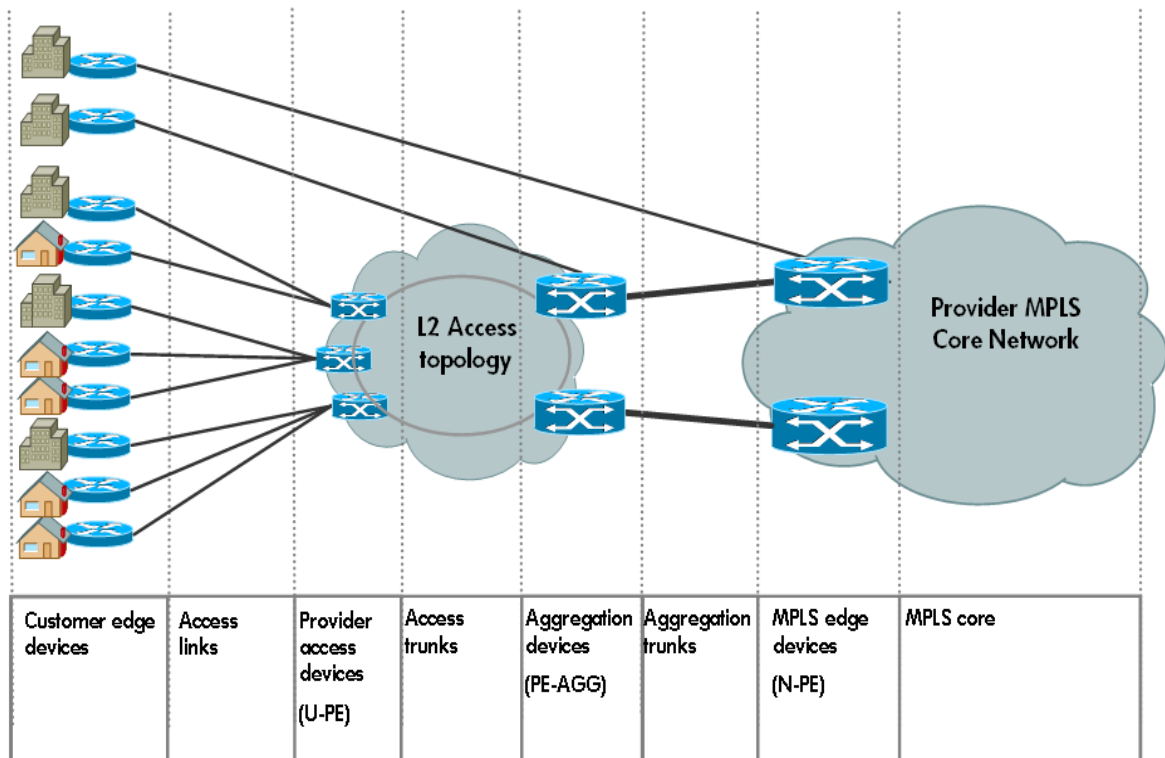 L2 Access
topology
Provider MPLS
Core Network
Customer edge
devices
Access
links
Provider
access
devices
(U-PE)
Access
trunks
Aggregation
devices
(PE-AGG)
Aggregation
trunks
MPLS edge
devices
(N-PE)
MPLS core